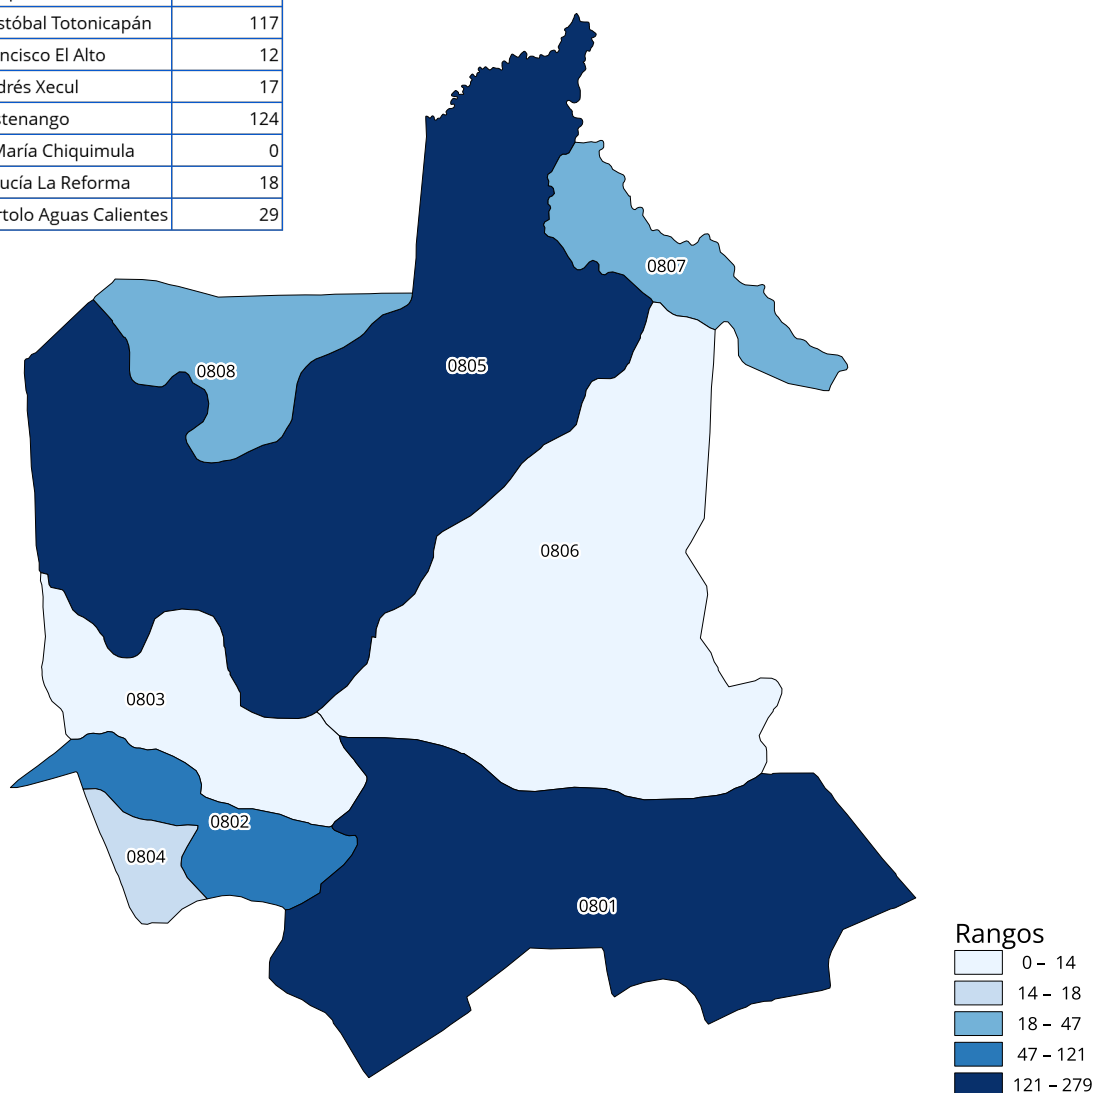 stóbal Totonicapán 117
ncisco El Alto 12
drés Xecul 17
stenango 124
María Chiquimula 0
ucía La Reforma 18
rtolo Aguas Calientes 29
0807
0808
0805
0806
0803
0802
0804
0801
Rangos
0 – 14
14 – 18
18 – 47
47 – 121
121 – 279